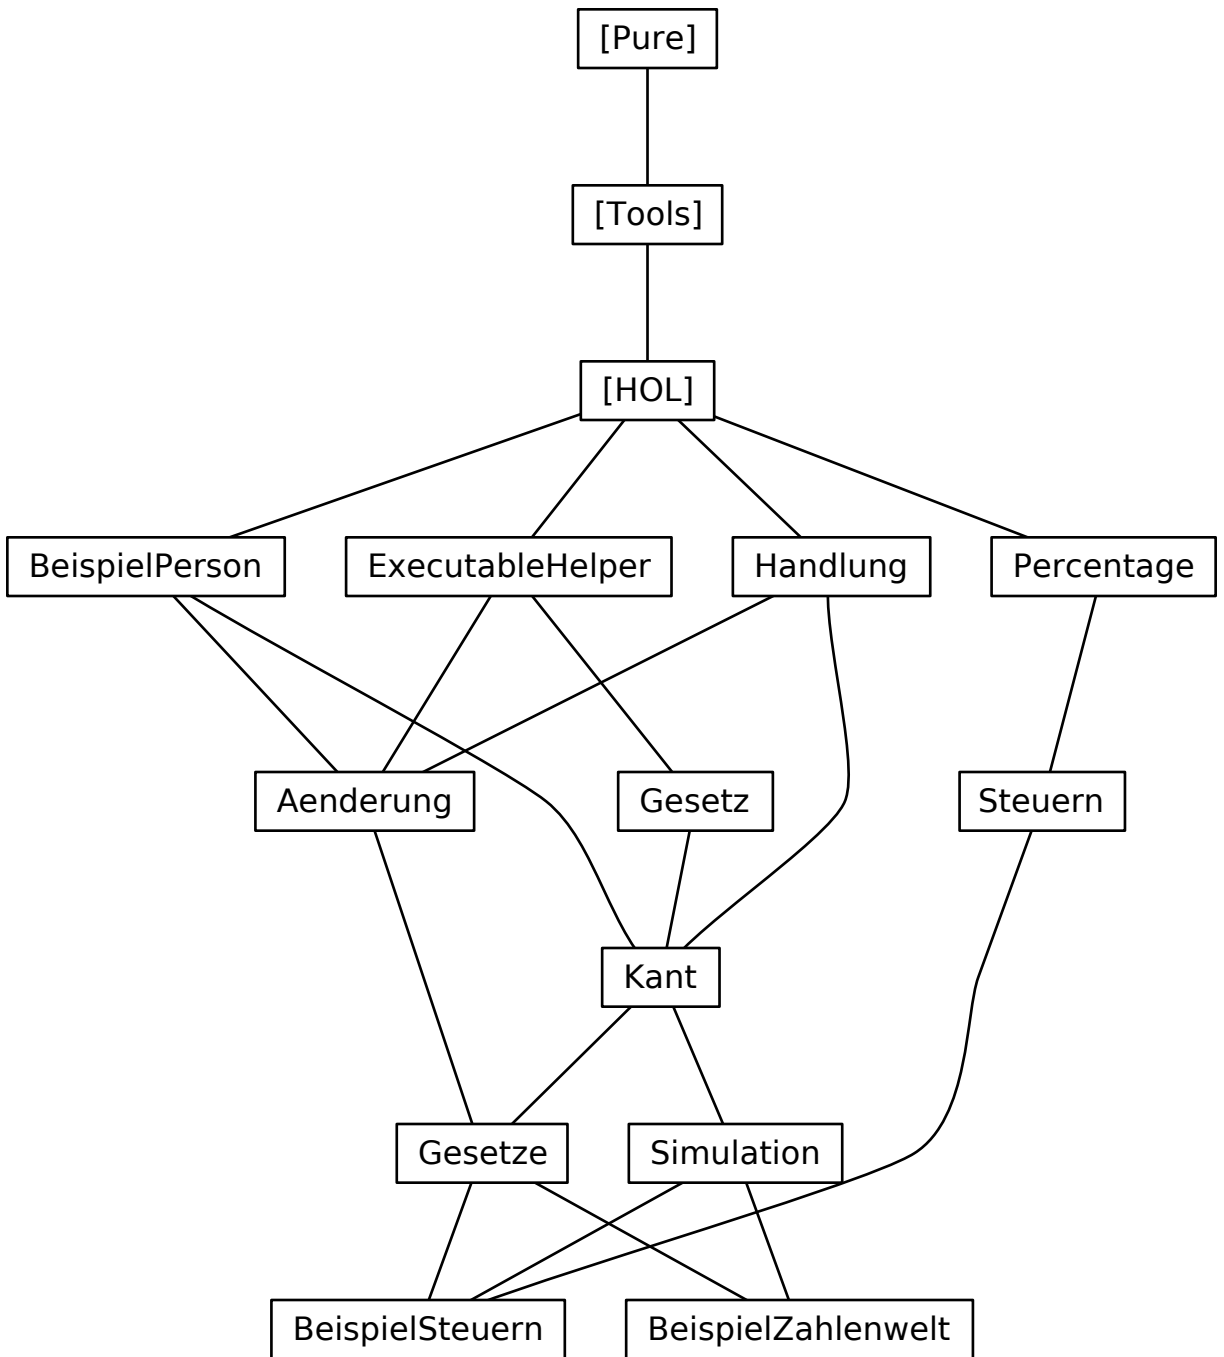 [Pure]
[Tools]
[HOL]
BeispielPerson
ExecutableHelper
Handlung
Percentage
Aenderung
Gesetz
Steuern
Kant
Gesetze
Simulation
BeispielSteuern
BeispielZahlenwelt